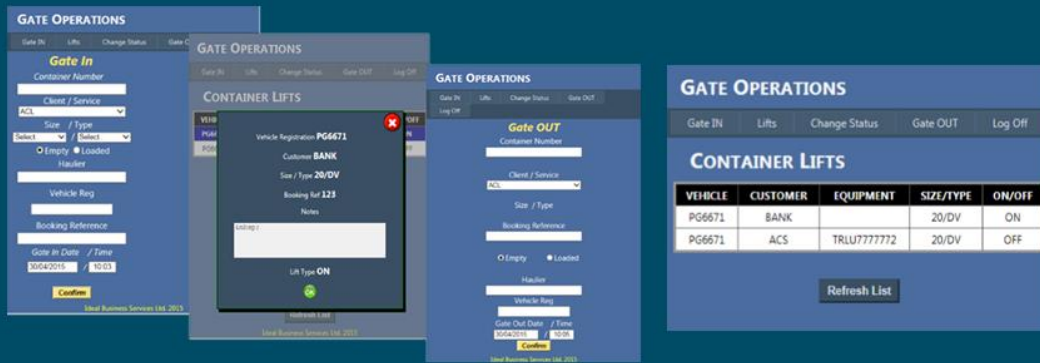 GATE OPERATIONS
Gate IN Lifts Change Status
Gate In
Container Number
Client / Service
ACL
Size / Type
Select / Select
Empty Loaded
Haulier
Vehicle Reg
Booking Reference
Gate In Date / Time
30/04/2015 / 10:03
Confirm
Ideal Business Services Ltd. 2015
GATE OPERATIONS
Gate IN Lifts Change Status Gate OUT Log Off
CONTAINER LIFTS
Vehicle Registration PG6671
Customer BANK
Size / Type 20/DV
Booking Ref 123
Notes
Lift Type ON
OK
Refresh List
Ideal Business Services Ltd. 2015
GATE OPERATIONS
Gate IN Lifts Change Status Gate OUT
Log Off
Gate OUT
Container Number
Client / Service
ACL
Size / Type
Booking Reference
Empty Loaded
Haulier
Vehicle Reg
Gate Out Date / Time
30/04/2015 / 10:05
Confirm
Ideal Business Services Ltd. 2015
GATE OPERATIONS
Gate IN Lifts Change Status Gate OUT Log Off
CONTAINER LIFTS
VEHICLE CUSTOMER EQUIPMENT SIZE/TYPE ON/OFF
PG6671 BANK 20/DV ON
PG6671 ACS TRLU7777772 20/DV OFF
Refresh List